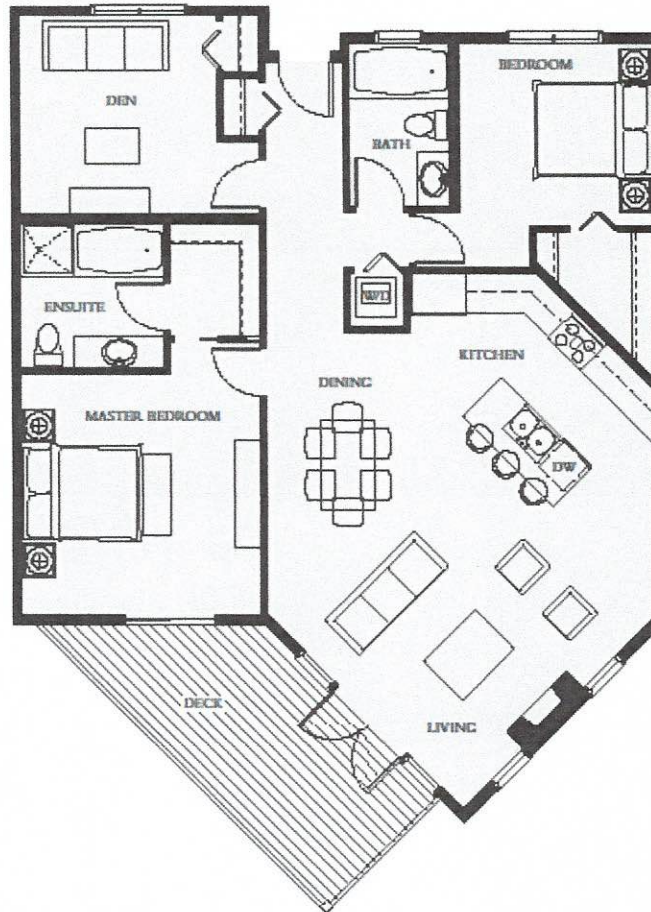 BEDROOM
DEN
BATH
ENSUITE
W/D
KITCHEN
DINING
MASTER BEDROOM
DW
DECK
LIVING